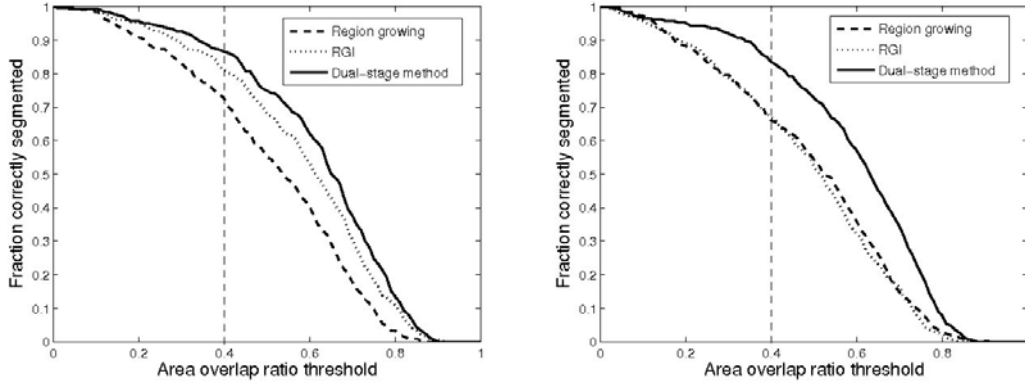 1
0.9
0.8
0.7
0.6
0.5
0.4
0.3
0.2
0.1
0
0 0.2 0.4 0.6 0.8 1
Fraction correctly segmented
Area overlap ratio threshold
Region growing
RGI
Dual-stage method
1
0.9
0.8
0.7
0.6
0.5
0.4
0.3
0.2
0.1
0
0 0.2 0.4 0.6 0.8
Fraction correctly segmented
Area overlap ratio threshold
Region growing
RGI
Dual-stage method